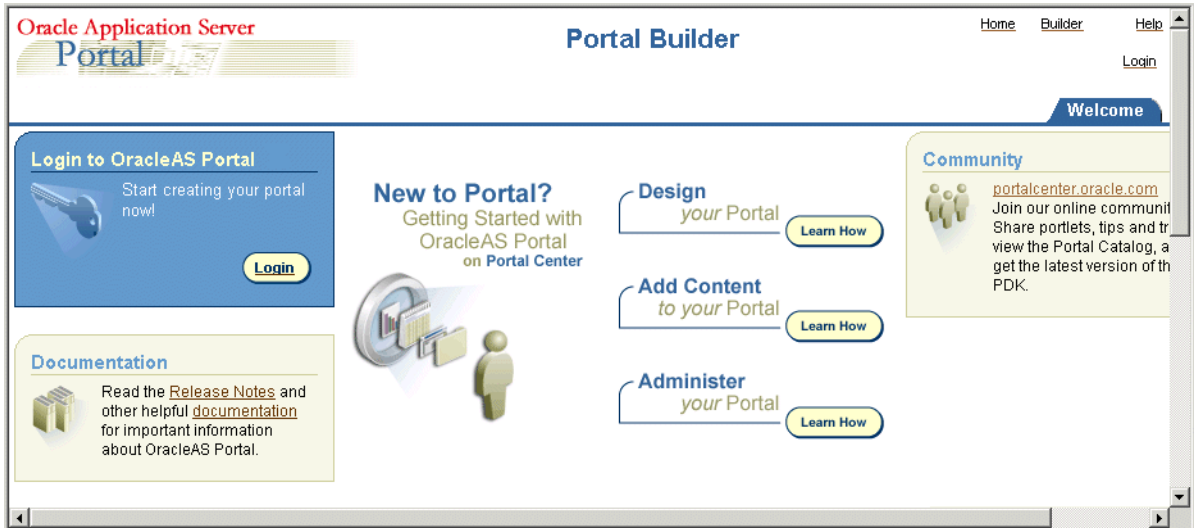 Oracle Application Server
Portal
Portal Builder
Home Builder Help
Login
Welcome
Login to OracleAS Portal
Start creating your portal
now!
Login
Documentation
Read the Release Notes and
other helpful documentation
for important information
about OracleAS Portal.
New to Portal?
Getting Started with
OracleAS Portal
on Portal Center
Design
your Portal
Learn How
Add Content
to your Portal
Learn How
Administer
your Portal
Learn How
Community
portalcenter.oracle.com
Join our online communit
Share portlets, tips and tr
view the Portal Catalog, a
get the latest version of th
PDK.